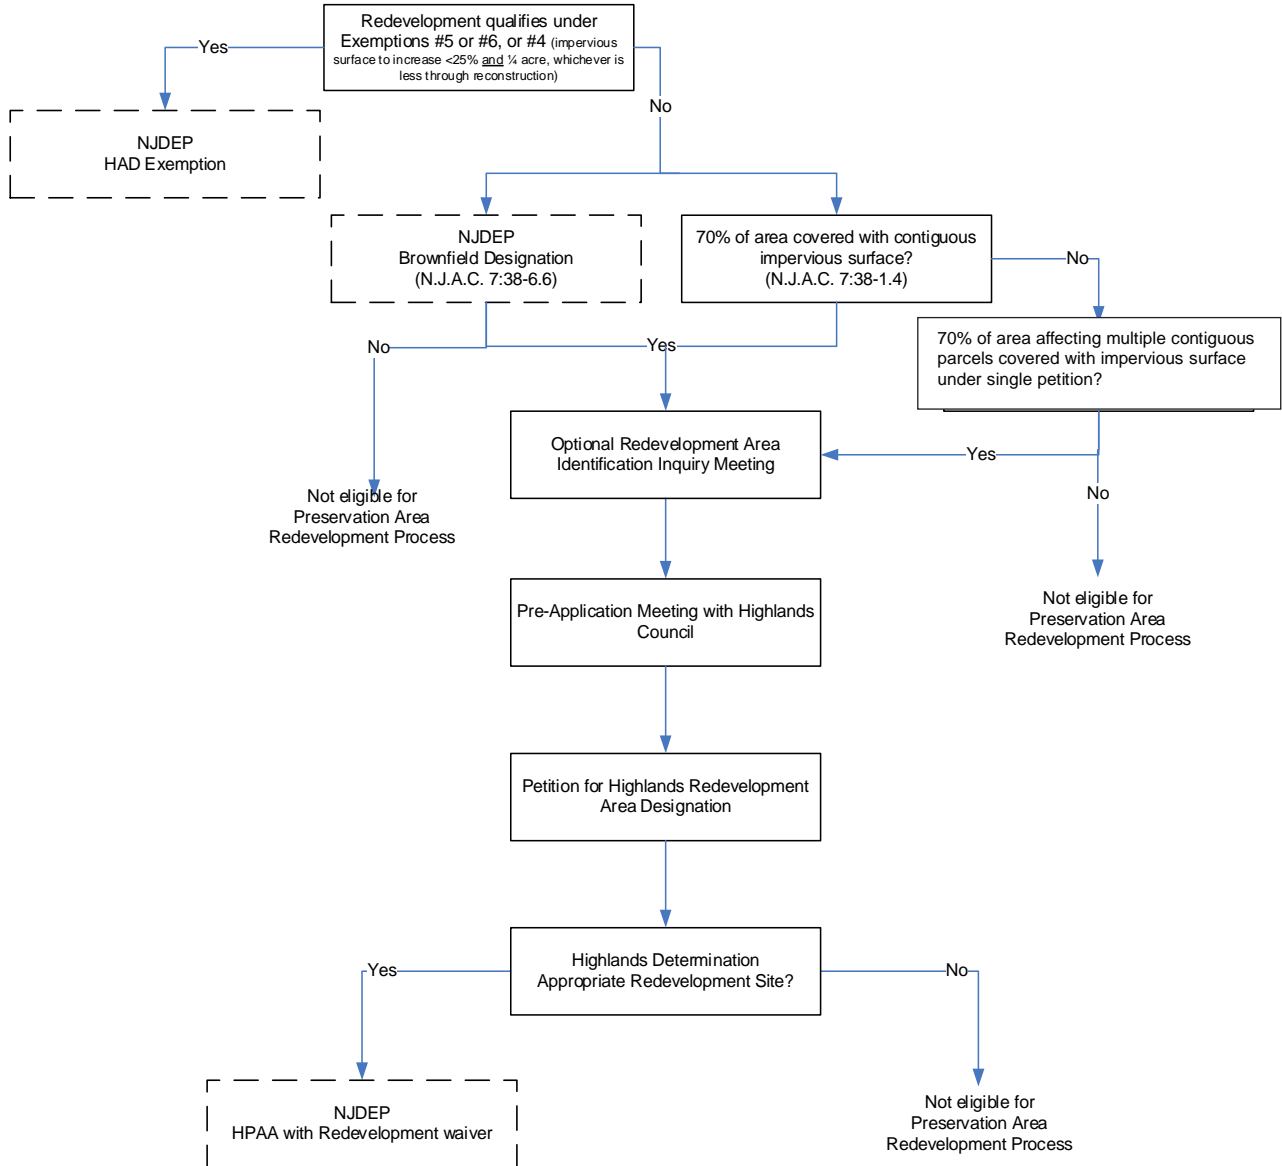 Redevelopment qualifies under
Exemptions #5 or #6, or #4 (impervious
surface to increase <25% and ¼ acre, whichever is
less through reconstruction)
Yes
No
NJDEP
HAD Exemption
NJDEP
Brownfield Designation
(N.J.A.C. 7:38-6.6)
70% of area covered with contiguous
impervious surface?
(N.J.A.C. 7:38-1.4)
No
70% of area affecting multiple contiguous
parcels covered with impervious surface
under single petition?
No
Yes
Optional Redevelopment Area
Identification Inquiry Meeting
Yes
No
Not eligible for
Preservation Area
Redevelopment Process
Pre-Application Meeting with Highlands
Council
Not eligible for
Preservation Area
Redevelopment Process
Petition for Highlands Redevelopment
Area Designation
Highlands Determination
Appropriate Redevelopment Site?
Yes
No
NJDEP
HPAA with Redevelopment waiver
Not eligible for
Preservation Area
Redevelopment Process